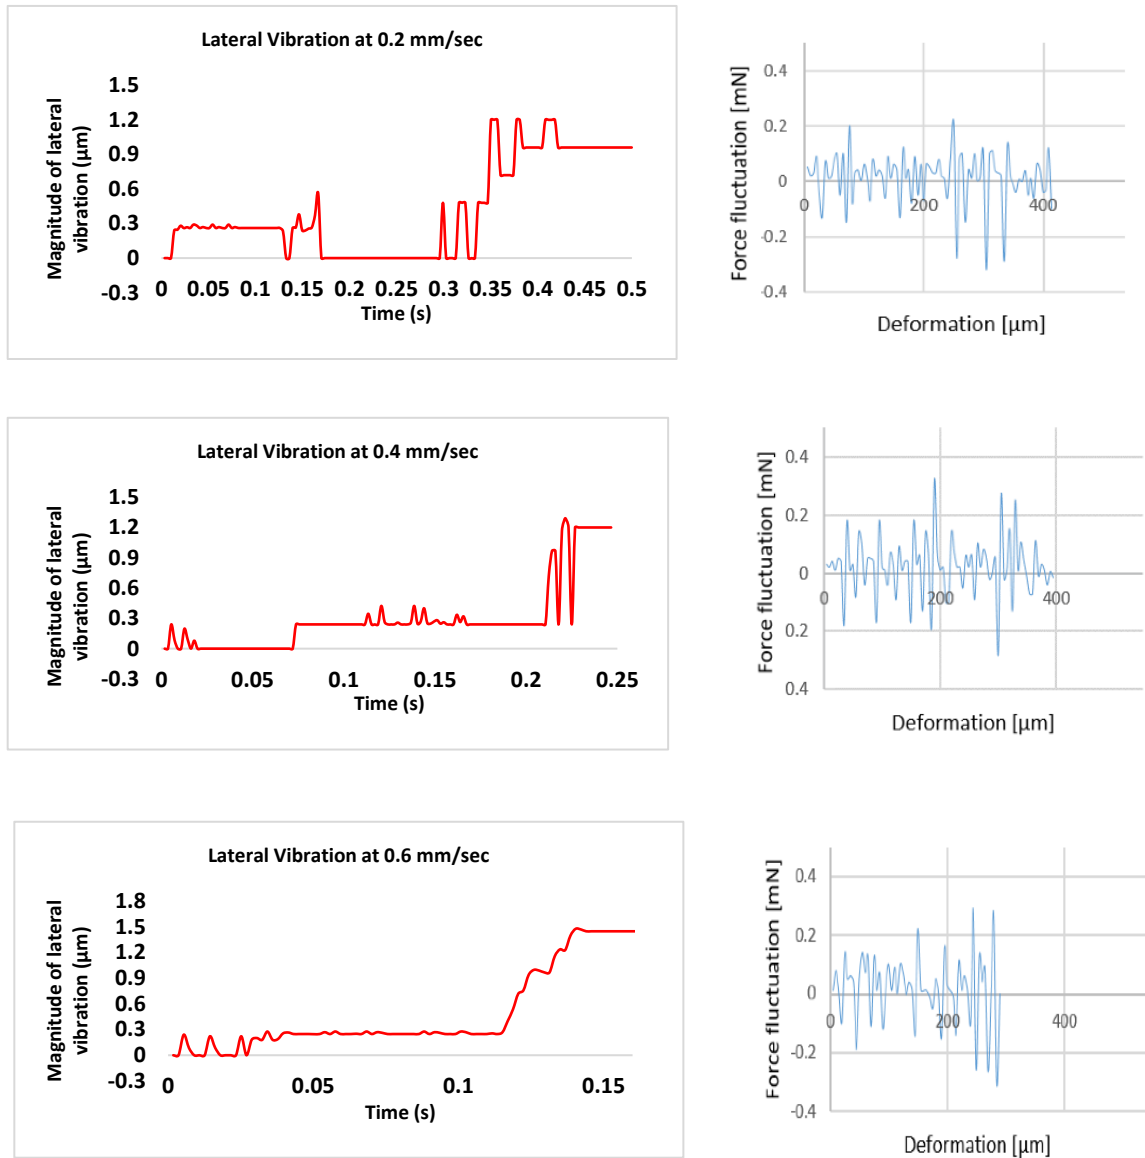 Lateral Vibration at 0.2 mm/sec
Magnitude of lateral
vibration (µm)
1.5
1.2
0.9
0.6
0.3
0
-0.3
0 0.05 0.1 0.15 0.2 0.25 0.3 0.35 0.4 0.45 0.5
Time (s)
Force fluctuation [mN]
0.4
0.2
0
-0.2
-0.4
0 200 400
Deformation [µm]
Lateral Vibration at 0.4 mm/sec
Magnitude of lateral
vibration (µm)
1.5
1.2
0.9
0.6
0.3
0
-0.3
0 0.05 0.1 0.15 0.2 0.25
Time (s)
Force fluctuation [mN]
0.4
0.2
0
0.2
0.4
0 200 400
Deformation [µm]
Lateral Vibration at 0.6 mm/sec
Magnitude of lateral
vibration (µm)
1.8
1.5
1.2
0.9
0.6
0.3
0
-0.3
0 0.05 0.1 0.15
Time (s)
Force fluctuation [mN]
0.4
0.2
0
-0.2
-0.4
0 200 400
Deformation [µm]